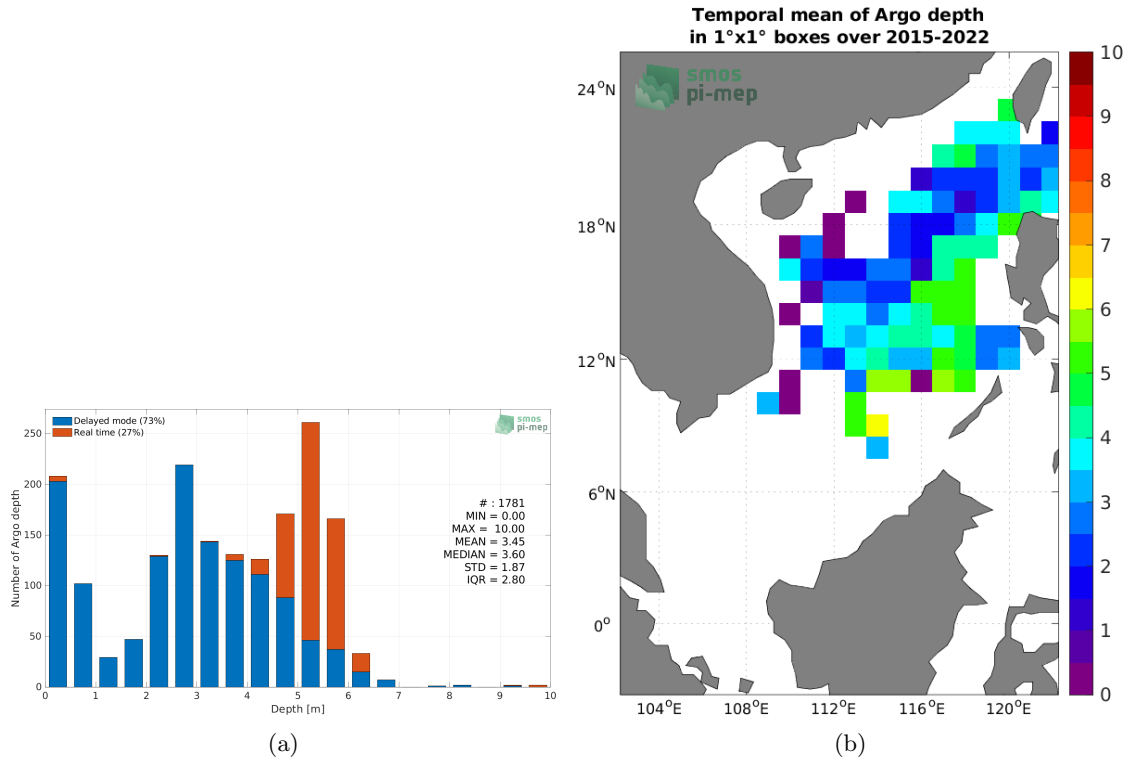 Temporal mean of Argo depth
in 1°x1° boxes over 2015-2022
smos
pi-mep
24°N
18°N
12°N
6°N
0°
104°E
108°E
112°E
116°E
120°E
10
9
8
7
6
5
4
3
2
1
0
Delayed mode (73%)
Real time (27%)
smos
pi-mep
# : 1781
MIN = 0.00
MAX = 10.00
MEAN = 3.45
MEDIAN = 3.60
STD = 1.87
IQR = 2.80
Number of Argo depth
250
200
150
100
50
0
0 1 2 3 4 5 6 7 8 9 10
Depth [m]
(a)
(b)